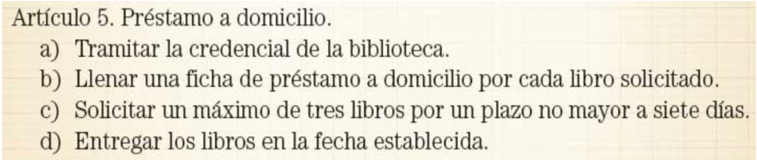 Artículo 5. Préstamo a domicilio.
a) Tramitar la credencial de la biblioteca.
b) Llenar una ficha de préstamo a domicilio por cada libro solicitado.
c) Solicitar un máximo de tres libros por un plazo no mayor a siete días.
d) Entregar los libros en la fecha establecida.